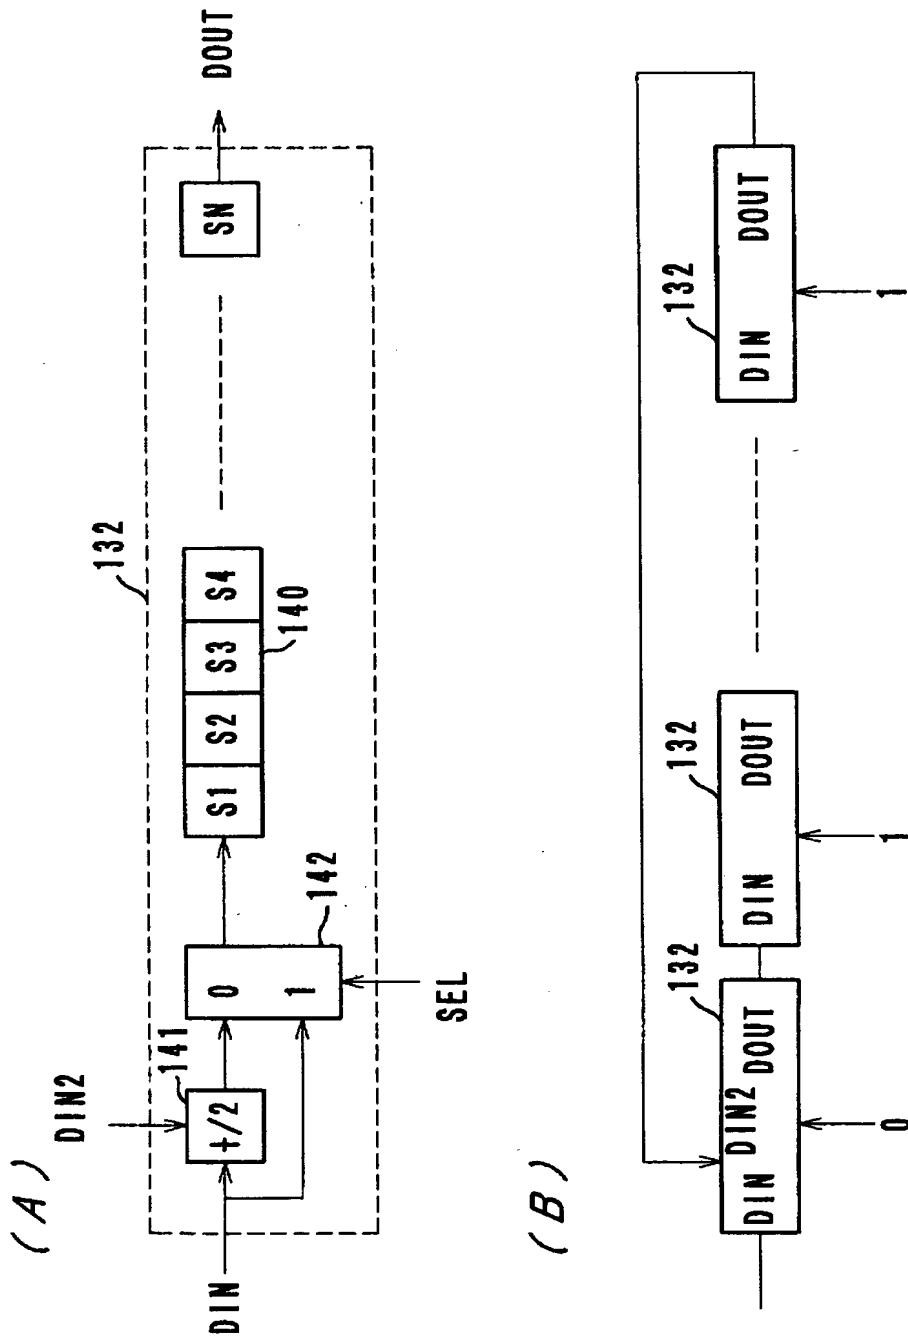 (A)
132
DIN2
141
DIN
+/2
0
1
142
SEL
S1 S2 S3 S4
140
SN
DOUT
(B)
132
DIN DIN2 DOUT
0
132
DIN DOUT
1
132
DIN DOUT
1